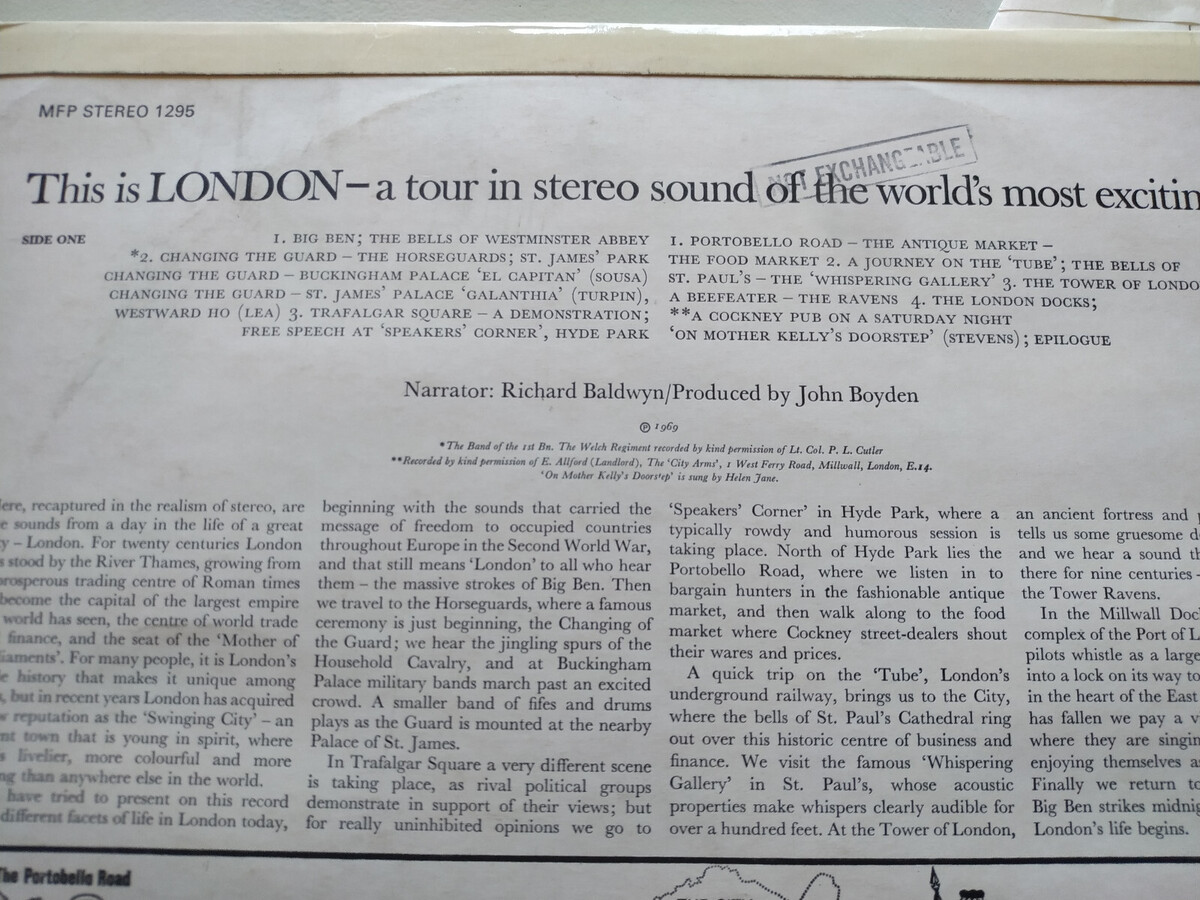 MFP STEREO 1295
NOT EXCHANGEABLE
This is LONDON – a tour in stereo sound of the world's most
SIDE ONE
1. BIG BEN; THE BELLS OF WESTMINSTER ABBEY
*2. CHANGING THE GUARD – THE HORSEGUARDS; ST. JAMES' PARK
CHANGING THE GUARD – BUCKINGHAM PALACE 'EL CAPITAN' (SOUSA)
CHANGING THE GUARD – ST. JAMES' PALACE 'GALANTHIA' (TURPIN),
WESTWARD HO (LEA) 3. TRAFALGAR SQUARE – A DEMONSTRATION;
FREE SPEECH AT 'SPEAKERS' CORNER', HYDE PARK
1. PORTOBELLO ROAD – THE ANTIQUE MARKET –
THE FOOD MARKET 2. A JOURNEY ON THE 'TUBE'; THE BELLS OF
ST. PAUL'S – THE 'WHISPERING GALLERY' 3. THE TOWER OF
A BEEFEATER – THE RAVENS 4. THE LONDON DOCKS;
**A COCKNEY PUB ON A SATURDAY NIGHT
'ON MOTHER KELLY'S DOORSTEP' (STEVENS); EPILOGUE
Narrator: Richard Baldwyn/Produced by John Boyden
℗ 1969
*The Band of the 1st Bn. The Welch Regiment recorded by kind permission of Lt. Col. P. L. Cutler
**Recorded by kind permission of E. Allford (Landlord), The 'City Arms', 1 West Ferry Road, Millwall, London, E.14.
'On Mother Kelly's Doorstep' is sung by Helen Jane.
recaptured in the realism of stereo, are
sounds from a day in the life of a great
– London. For twenty centuries London
stood by the River Thames, growing from
prosperous trading centre of Roman times
become the capital of the largest empire
world has seen, the centre of world trade
finance, and the seat of the 'Mother of
For many people, it is London's
history that makes it unique among
but in recent years London has acquired
reputation as the 'Swinging City' – an
town that is young in spirit, where
livelier, more colourful and more
than anywhere else in the world.
have tried to present on this record
different facets of life in London today,
beginning with the sounds that carried the
message of freedom to occupied countries
throughout Europe in the Second World War,
and that still means 'London' to all who hear
them – the massive strokes of Big Ben. Then
we travel to the Horseguards, where a famous
ceremony is just beginning, the Changing of
the Guard; we hear the jingling spurs of the
Household Cavalry, and at Buckingham
Palace military bands march past an excited
crowd. A smaller band of fifes and drums
plays as the Guard is mounted at the nearby
Palace of St. James.
In Trafalgar Square a very different scene
is taking place, as rival political groups
demonstrate in support of their views; but
for really uninhibited opinions we go to
'Speakers' Corner' in Hyde Park, where a
typically rowdy and humorous session is
taking place. North of Hyde Park lies the
Portobello Road, where we listen in to
bargain hunters in the fashionable antique
market, and then walk along to the food
market where Cockney street-dealers shout
their wares and prices.
A quick trip on the 'Tube', London's
underground railway, brings us to the City,
where the bells of St. Paul's Cathedral ring
out over this historic centre of business and
finance. We visit the famous 'Whispering
Gallery' in St. Paul's, whose acoustic
properties make whispers clearly audible for
over a hundred feet. At the Tower of London,
an ancient fortress and
tells us some gruesome
and we hear a sound
there for nine centuries –
the Tower Ravens.
In the Millwall
complex of the Port of
pilots whistle as a large
into a lock on its way to
in the heart of the East
has fallen we pay a
where they are
enjoying themselves
Finally we return
Big Ben strikes
London's life begins.
The Portobello Road
THE CITY